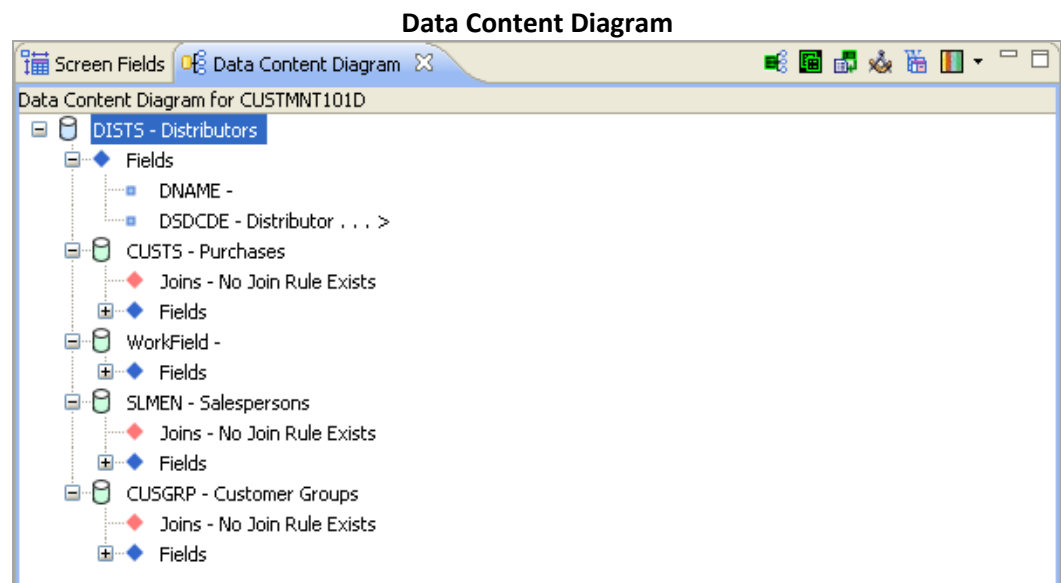 Data Content Diagram
Screen Fields Data Content Diagram
Data Content Diagram for CUSTMNT101D
DISTS - Distributors
Fields
DNAME -
DSDCDE - Distributor . . . >
CUSTS - Purchases
Joins - No Join Rule Exists
Fields
WorkField -
Fields
SLMEN - Salespersons
Joins - No Join Rule Exists
Fields
CUSGRP - Customer Groups
Joins - No Join Rule Exists
Fields